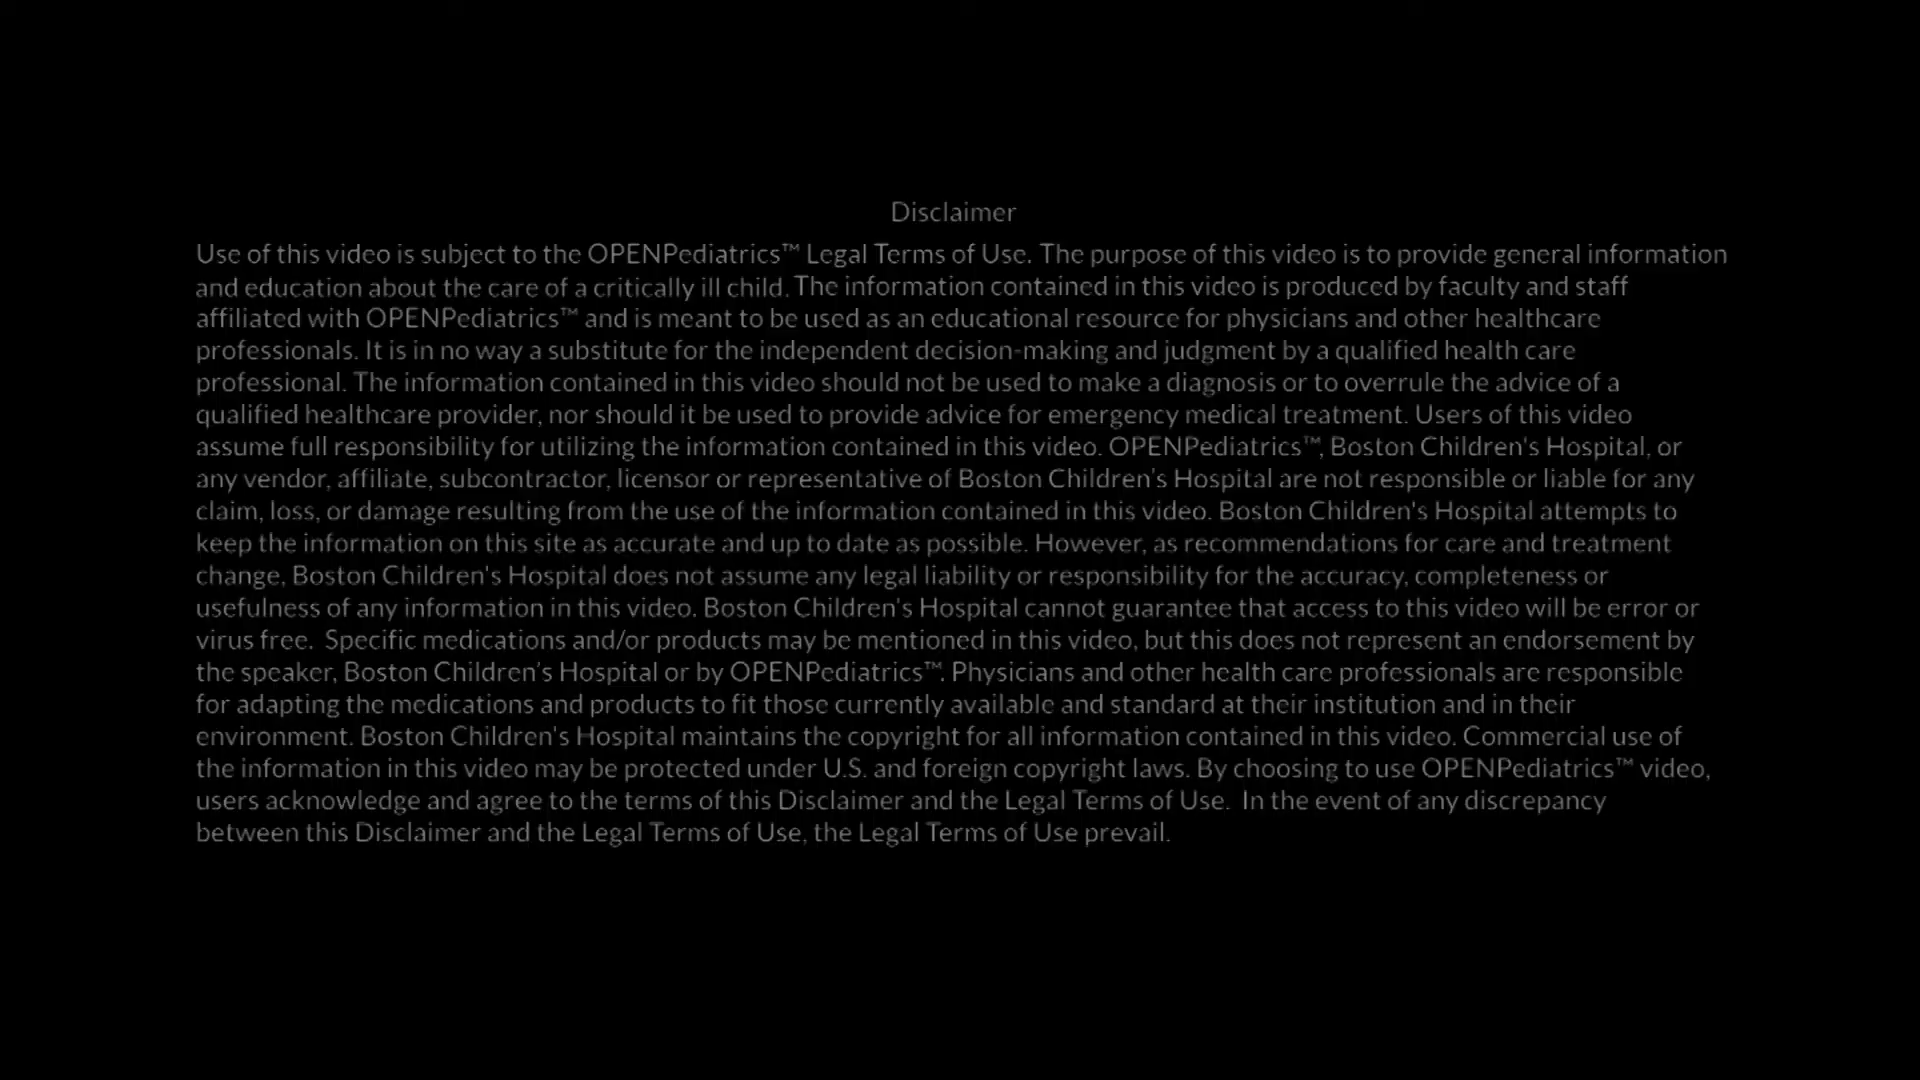 Disclaimer
Use of this video is subject to the OPENPediatrics™ Legal Terms of Use. The purpose of this video is to provide general information
and education about the care of a critically ill child. The information contained in this video is produced by faculty and staff
affiliated with OPENPediatrics™ and is meant to be used as an educational resource for physicians and other healthcare
professionals. It is in no way a substitute for the independent decision-making and judgment by a qualified health care
professional. The information contained in this video should not be used to make a diagnosis or to overrule the advice of a
qualified healthcare provider, nor should it be used to provide advice for emergency medical treatment. Users of this video
assume full responsibility for utilizing the information contained in this video. OPENPediatrics™, Boston Children's Hospital, or
any vendor, affiliate, subcontractor, licensor or representative of Boston Children’s Hospital are not responsible or liable for any
claim, loss, or damage resulting from the use of the information contained in this video. Boston Children's Hospital attempts to
keep the information on this site as accurate and up to date as possible. However, as recommendations for care and treatment
change, Boston Children's Hospital does not assume any legal liability or responsibility for the accuracy, completeness or
usefulness of any information in this video. Boston Children's Hospital cannot guarantee that access to this video will be error or
virus free.  Specific medications and/or products may be mentioned in this video, but this does not represent an endorsement by
the speaker, Boston Children’s Hospital or by OPENPediatrics™. Physicians and other health care professionals are responsible
for adapting the medications and products to fit those currently available and standard at their institution and in their
environment. Boston Children's Hospital maintains the copyright for all information contained in this video. Commercial use of
the information in this video may be protected under U.S. and foreign copyright laws. By choosing to use OPENPediatrics™ video,
users acknowledge and agree to the terms of this Disclaimer and the Legal Terms of Use.  In the event of any discrepancy
between this Disclaimer and the Legal Terms of Use, the Legal Terms of Use prevail.